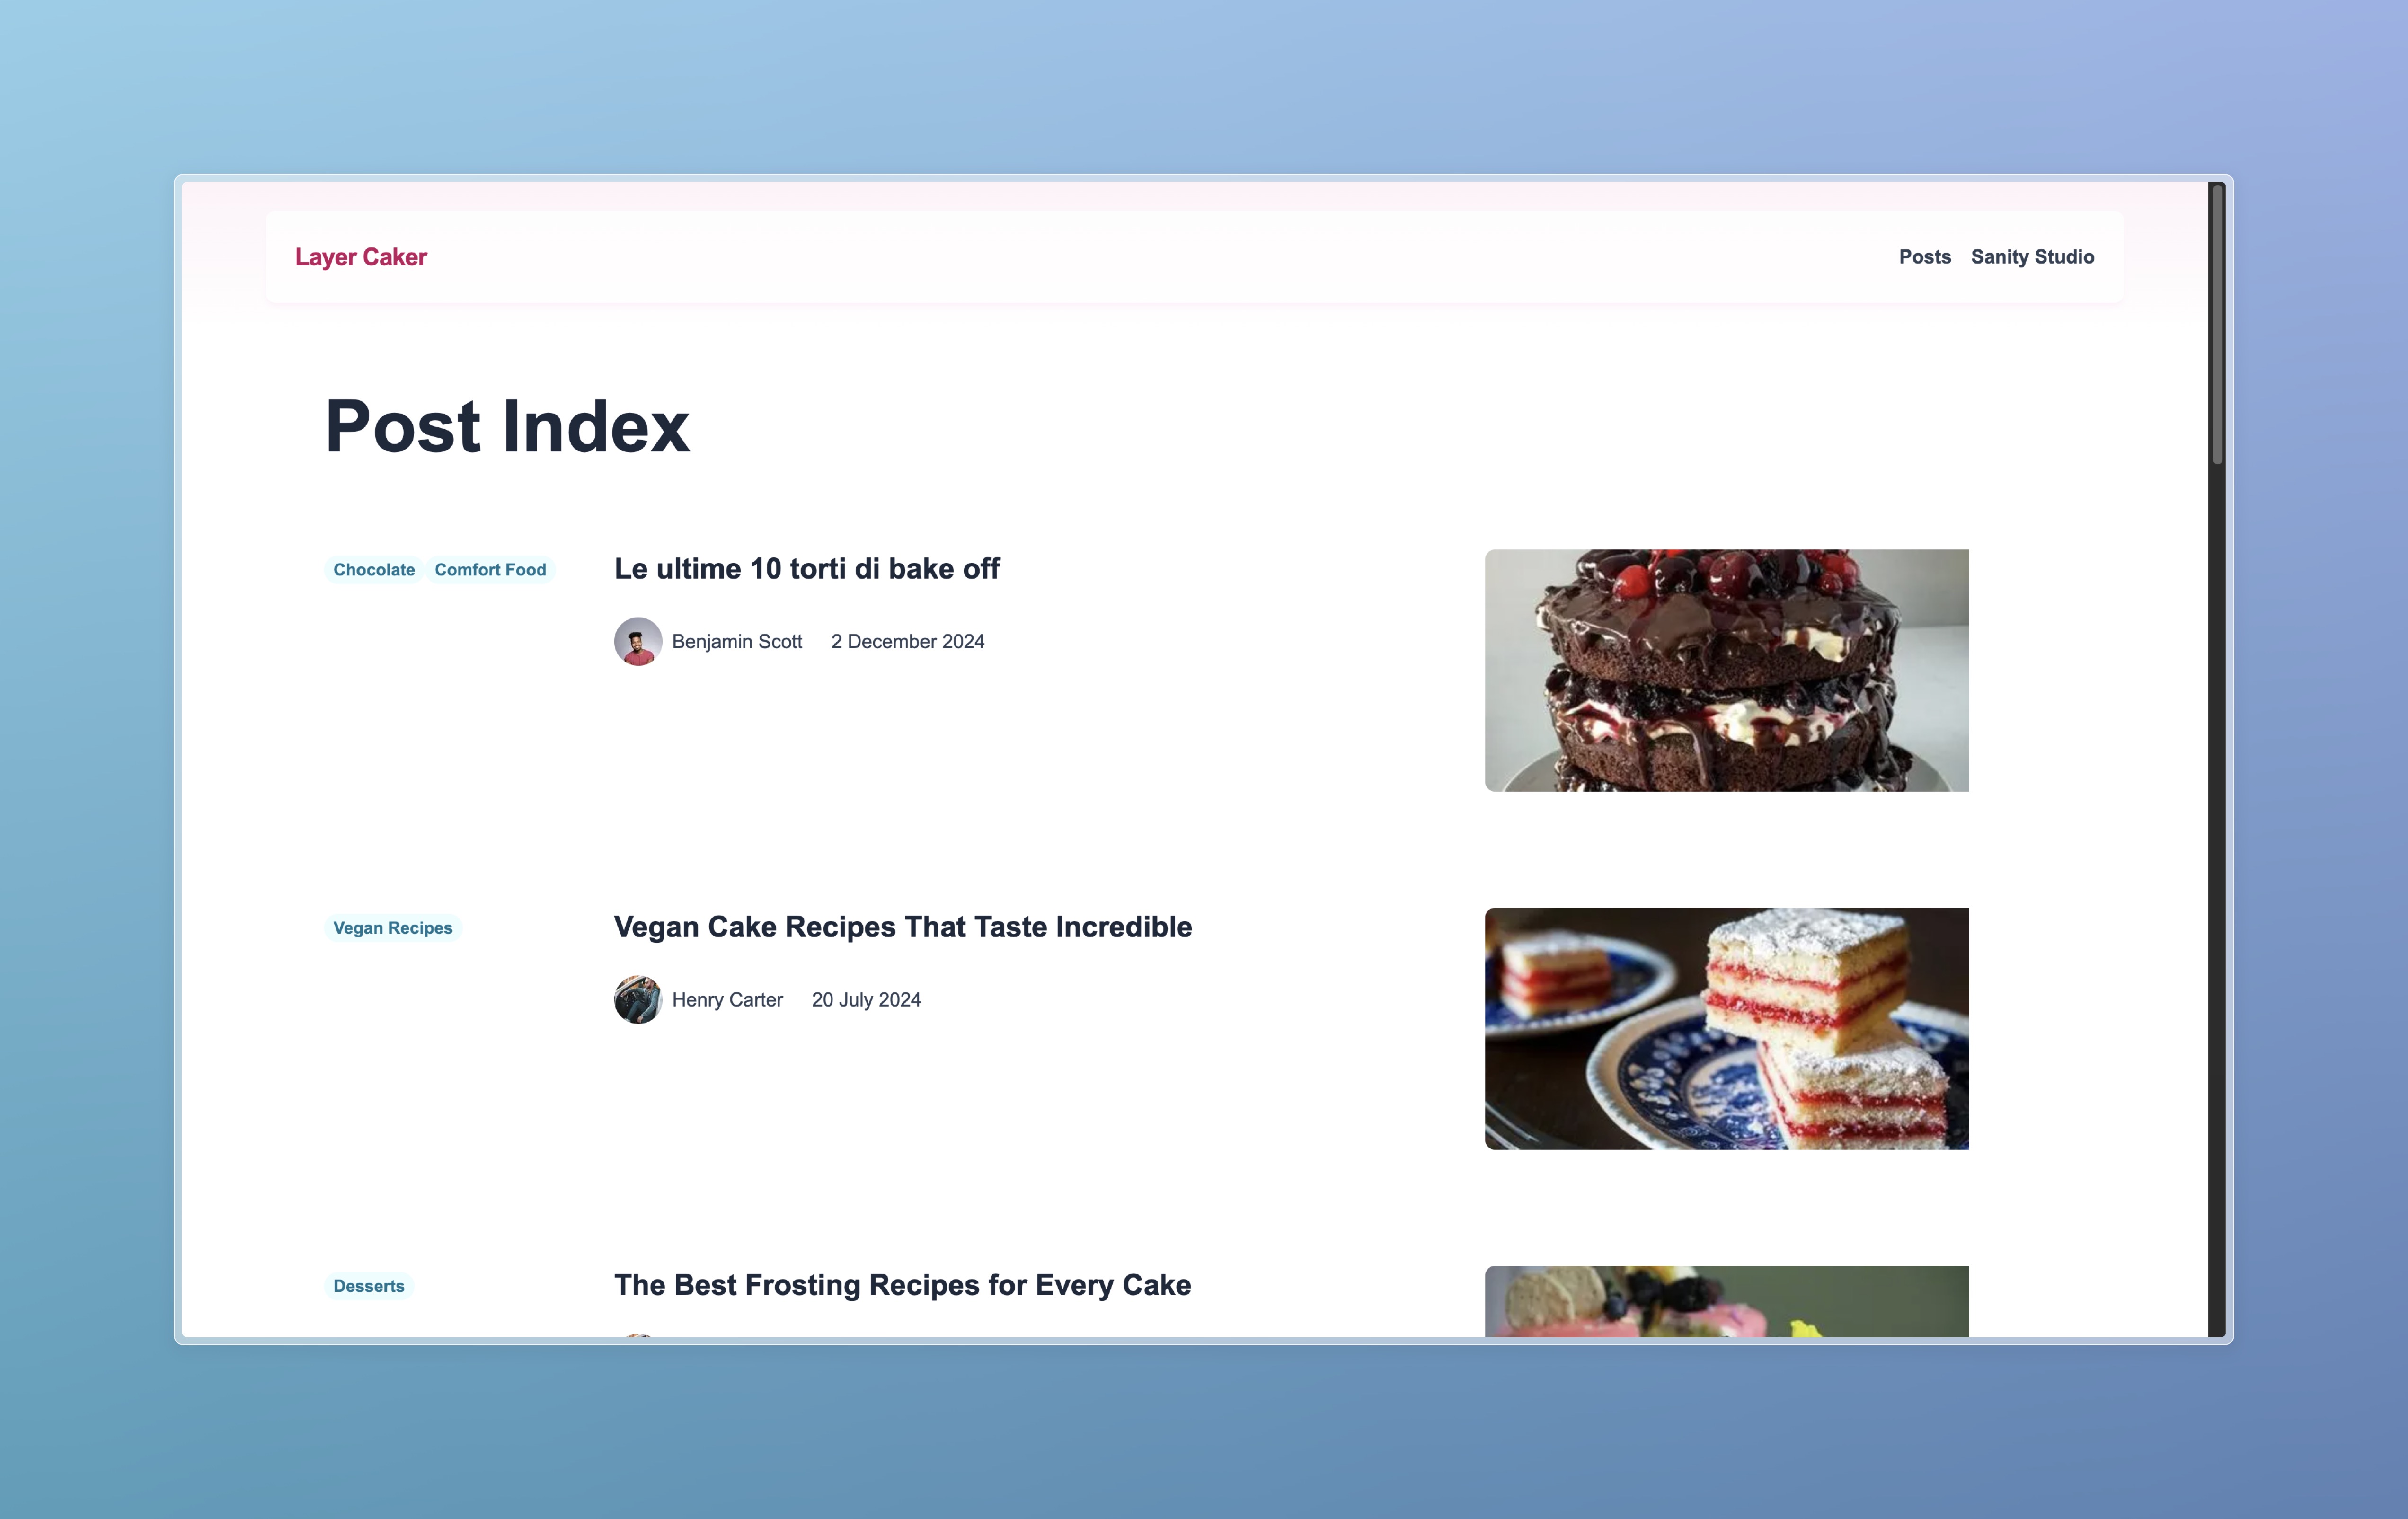 Layer Caker
Posts Sanity Studio
Post Index
Chocolate Comfort Food
Le ultime 10 torti di bake off
Benjamin Scott 2 December 2024
Vegan Recipes
Vegan Cake Recipes That Taste Incredible
Henry Carter 20 July 2024
Desserts
The Best Frosting Recipes for Every Cake